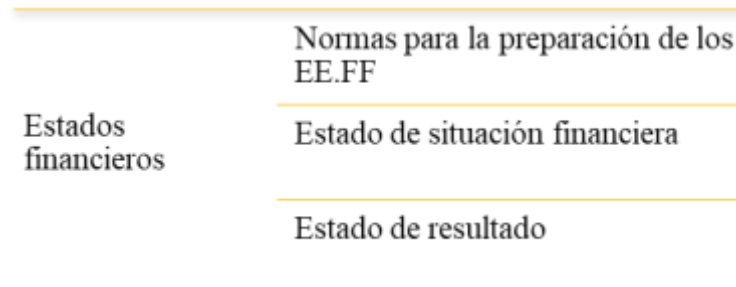 Normas para la preparación de los
EE.FF
Estados
financieros
Estado de situación financiera
Estado de resultado